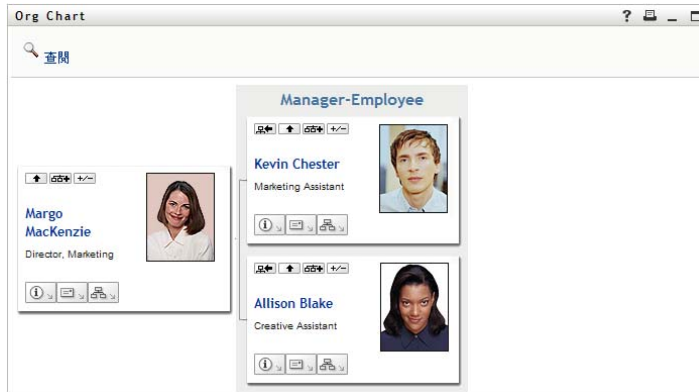 Org Chart
查閱
Manager-Employee
Kevin Chester
Marketing Assistant
Margo
MacKenzie
Director, Marketing
Allison Blake
Creative Assistant